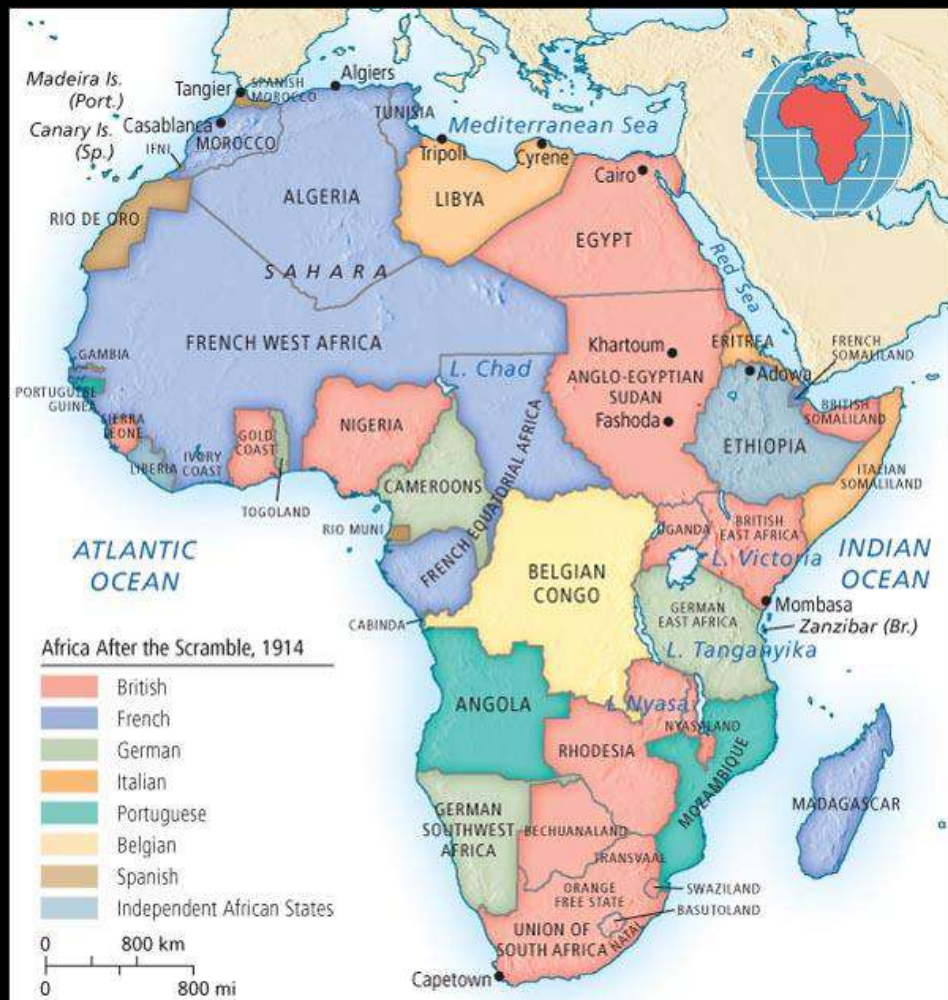 Madeira Is.
(Port.)
Canary Is.
(Sp.)
Tangier
SPANISH
MOROCCO
Algiers
Casablanca
MOROCCO
IFNI
TUNISIA
Mediterranean Sea
Tripoli
Cyrene
Cairo
RIO DE ORO
ALGERIA
LIBYA
EGYPT
SAHARA
Red Sea
FRENCH WEST AFRICA
GAMBIA
PORTUGUESE
GUINEA
SIERRA
LEONE
LIBERIA
IVORY
COAST
GOLD
COAST
TOGOLAND
NIGERIA
L. Chad
Khartoum
ANGLO-EGYPTIAN
SUDAN
Fashoda
ERITREA
Adowa
FRENCH
SOMALILAND
BRITISH
SOMALILAND
ETHIOPIA
ITALIAN
SOMALILAND
CAMEROONS
RIO MUNI
FRENCH EQUATORIAL AFRICA
UGANDA
BRITISH
EAST AFRICA
L. Victoria
ATLANTIC
OCEAN
INDIAN
OCEAN
BELGIAN
CONGO
CABINDA
GERMAN
EAST AFRICA
Mombasa
Zanzibar (Br.)
L. Tanganyika
ANGOLA
L. Nyasa
NYASALAND
RHODESIA
MOZAMBIQUE
MADAGASCAR
GERMAN
SOUTHWEST
AFRICA
BECHUANALAND
TRANSVAAL
ORANGE
FREE STATE
SWAZILAND
BASUTOLAND
UNION OF
SOUTH AFRICA
NATAL
Capetown
Africa After the Scramble, 1914
British
French
German
Italian
Portuguese
Belgian
Spanish
Independent African States
0 800 km
0 800 mi